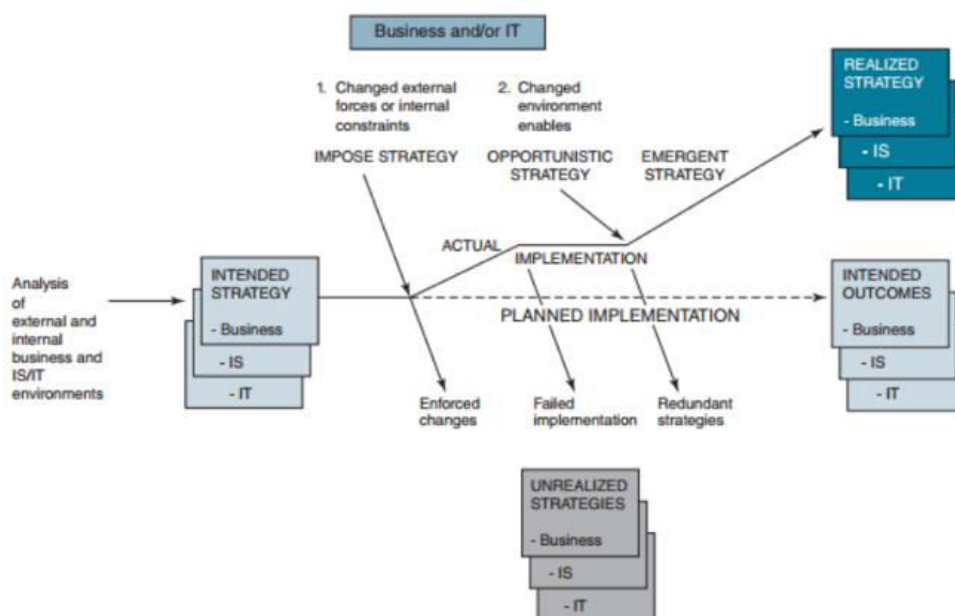 Business and/or IT
1. Changed external
forces or internal
constraints
IMPOSE STRATEGY
2. Changed
environment
enables
OPPORTUNISTIC
STRATEGY
EMERGENT
STRATEGY
REALIZED
STRATEGY
- Business
- IS
- IT
ACTUAL
IMPLEMENTATION
Analysis
of
external and
internal
business and
IS/IT
environments
INTENDED
STRATEGY
- Business
- IS
- IT
PLANNED IMPLEMENTATION
INTENDED
OUTCOMES
- Business
- IS
- IT
Enforced
changes
Failed
implementation
Redundant
strategies
UNREALIZED
STRATEGIES
- Business
- IS
- IT